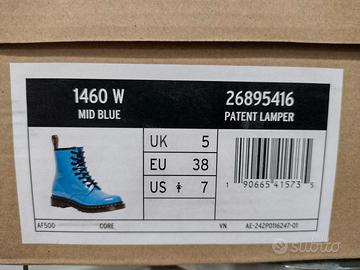 1460 W
MID BLUE
26895416
PATENT LAMPER
UK 5
EU 38
US 7
1 90665 41573 5
AF500 CORE VN AE-242P0116247-01
subito